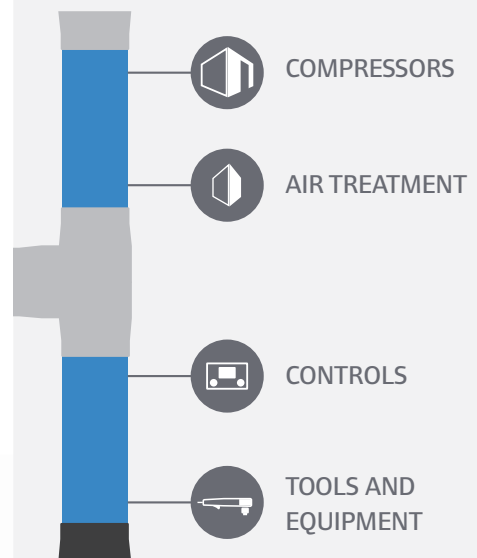 COMPRESSORS
AIR TREATMENT
CONTROLS
TOOLS AND
EQUIPMENT